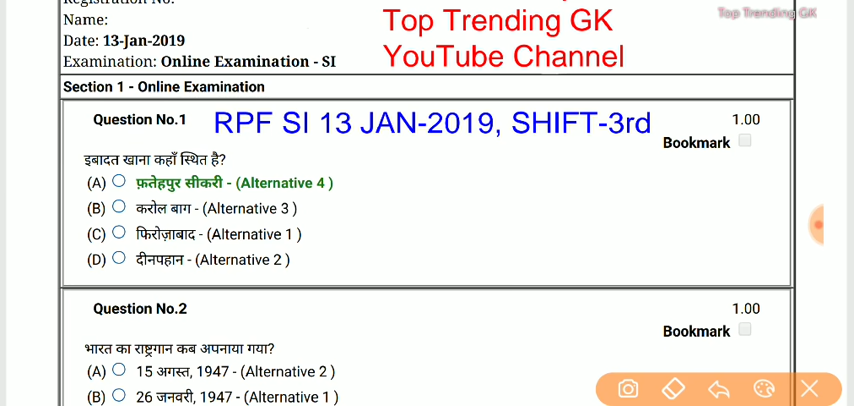 Top Trending GK
Name:
Top Trending GK
Date: 13-Jan-2019
YouTube Channel
Examination: Online Examination - SI
Section 1 - Online Examination
Question No.1
RPF SI 13 JAN-2019, SHIFT-3rd
1.00
Bookmark
इबादत खाना कहाँ स्थित है?
(A) फ़तेहपुर सीकरी - (Alternative 4 )
(B) करोल बाग - (Alternative 3 )
(C) फिरोज़ाबाद - (Alternative 1 )
(D) दीनपहान - (Alternative 2 )
Question No.2
1.00
Bookmark
भारत का राष्ट्रगान कब अपनाया गया?
(A) 15 अगस्त, 1947 - (Alternative 2 )
(B) 26 जनवरी, 1947 - (Alternative 1 )